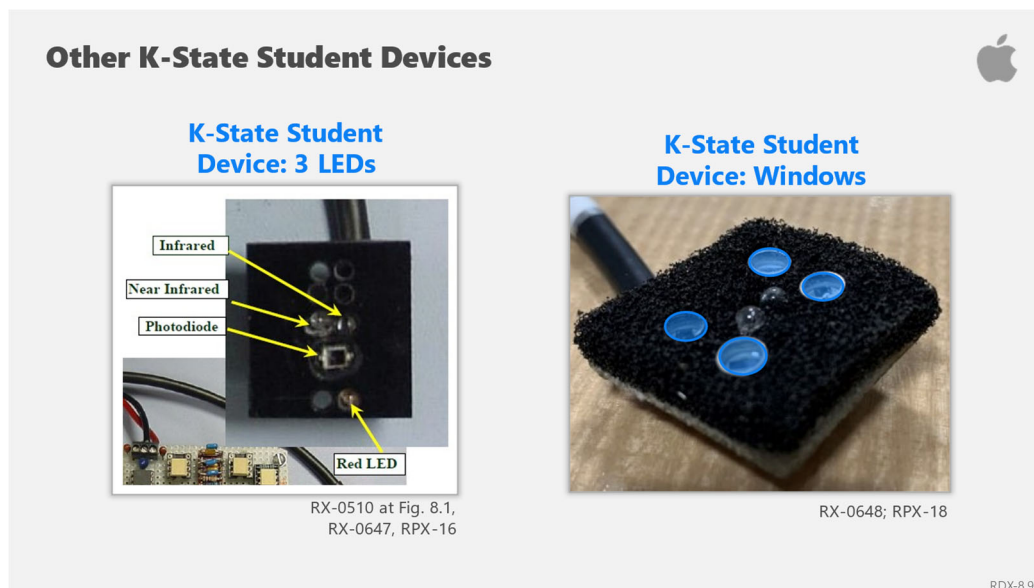 Other K-State Student Devices
K-State Student
Device: 3 LEDs
Infrared
Near Infrared
Photodiode
Red LED
RX-0510 at Fig. 8.1,
RX-0647, RPX-16
K-State Student
Device: Windows
RX-0648; RPX-18